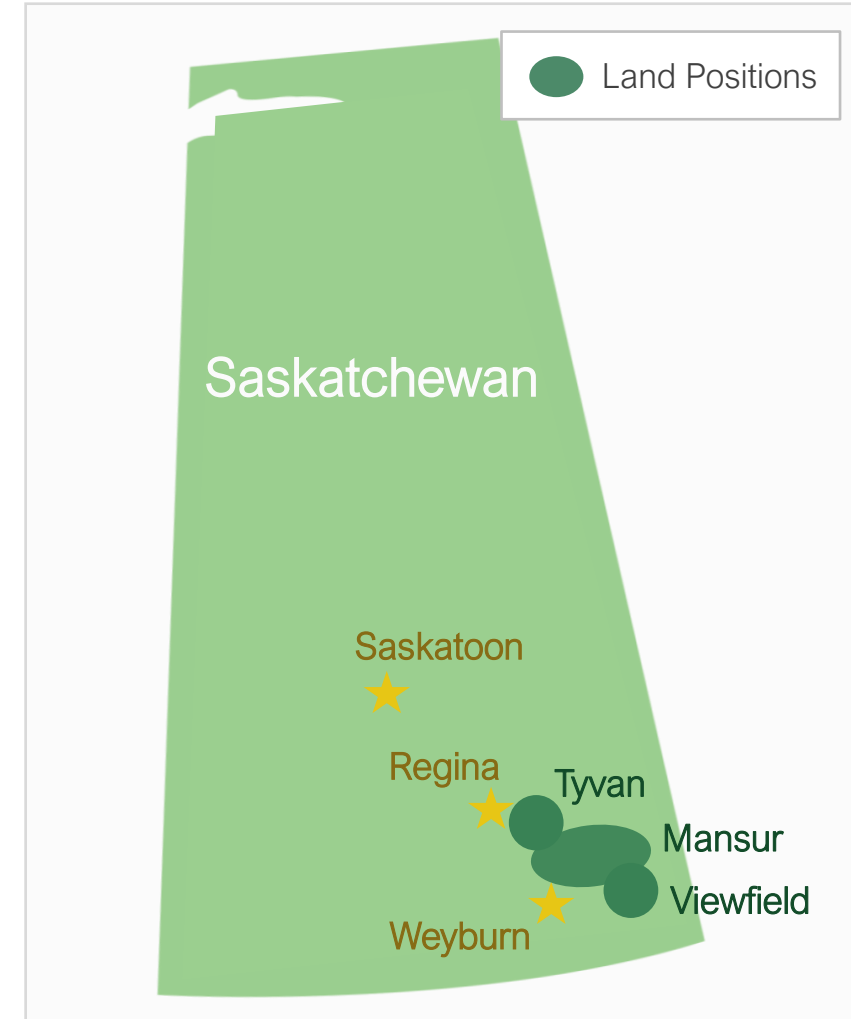 Land Positions
Saskatchewan
Saskatoon
Regina
Tyvan
Mansur
Viewfield
Weyburn